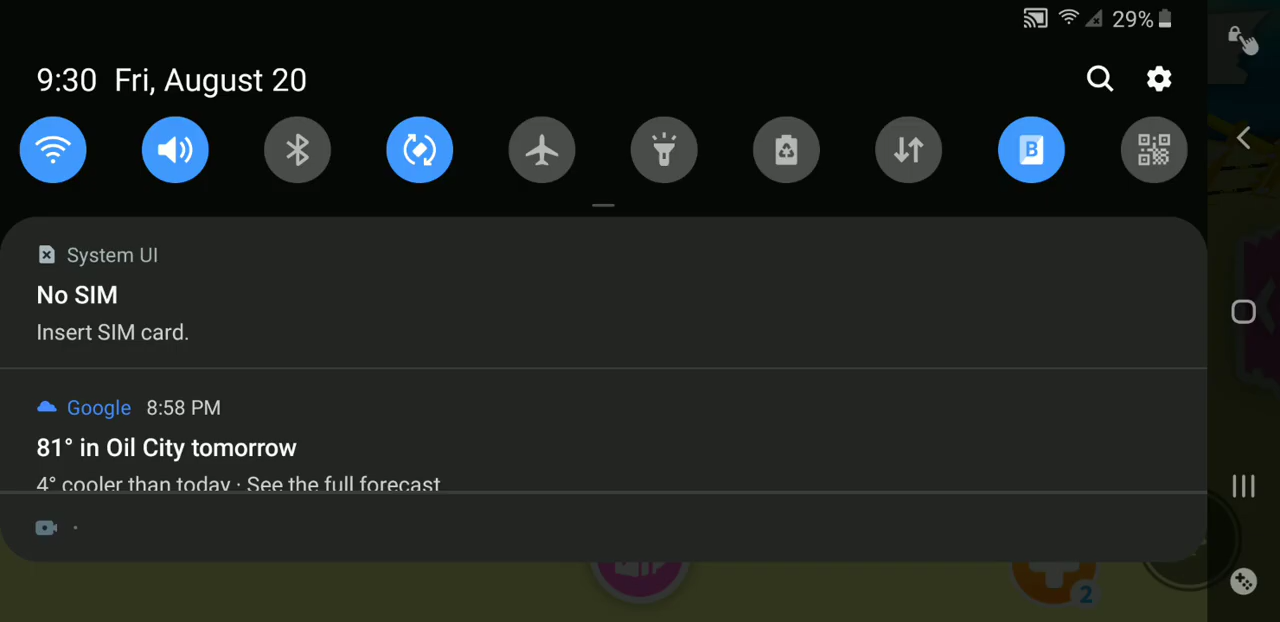 29%
9:30 Fri, August 20
B
System UI
No SIM
Insert SIM card.
Google 8:58 PM
81° in Oil City tomorrow
4° cooler than today · See the full forecast
2